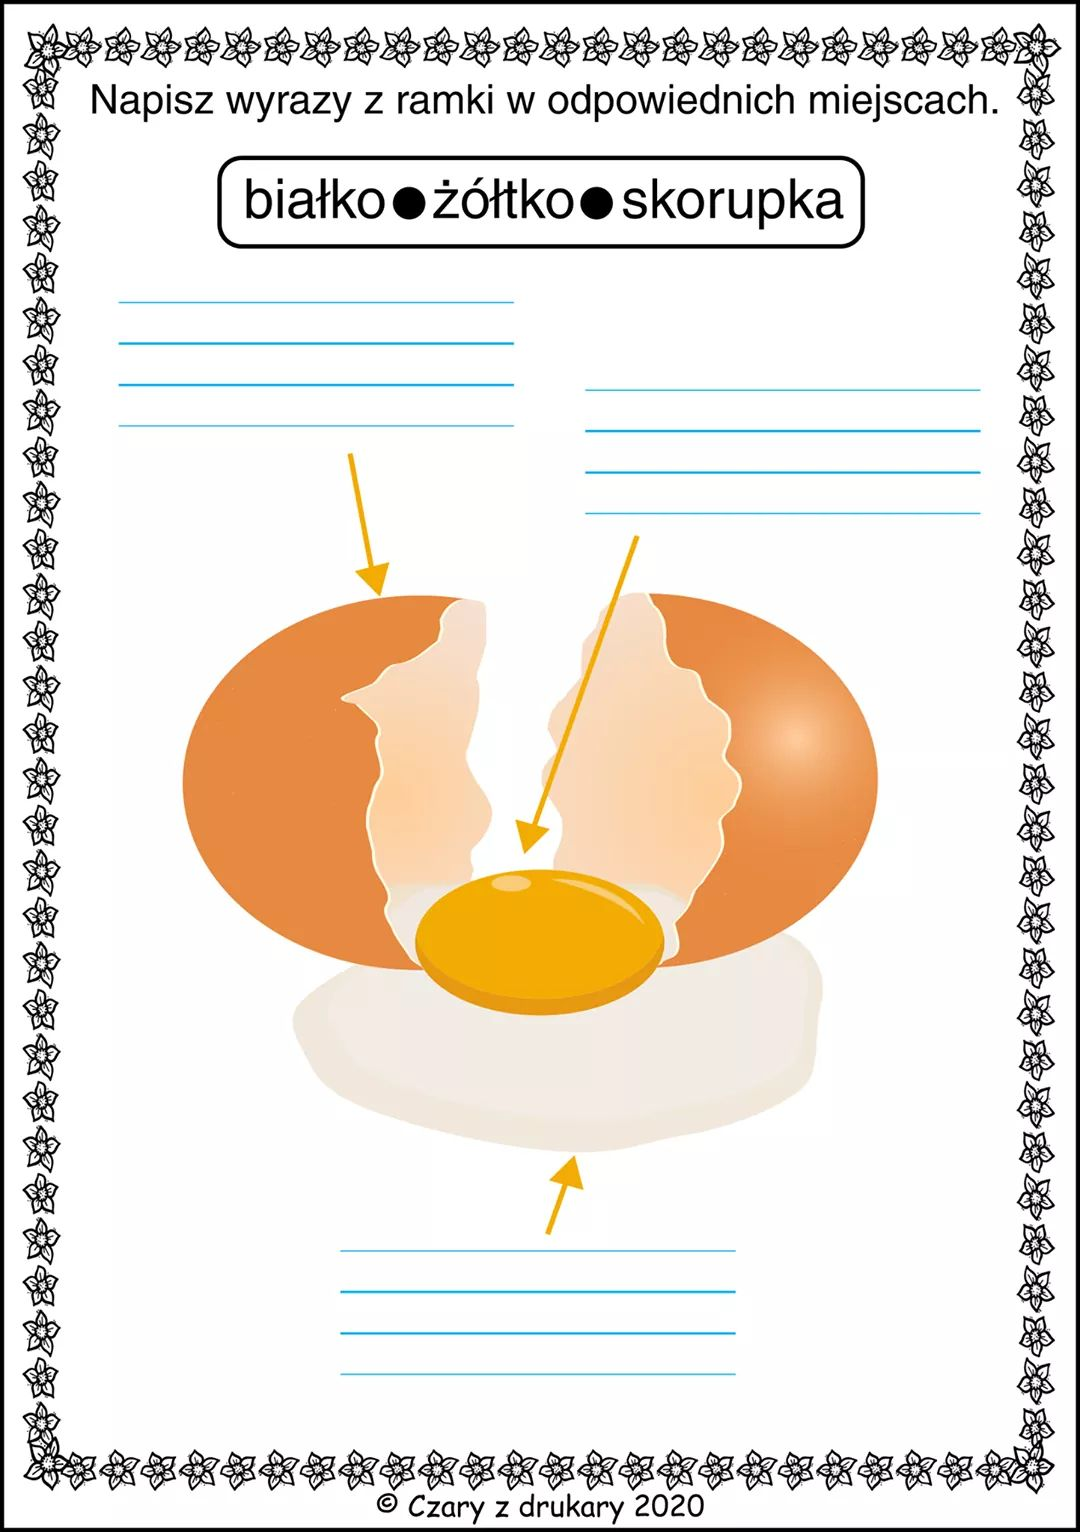 Napisz wyrazy z ramki w odpowiednich miejscach.
białko●żółtko●skorupka
© Czary z drukary 2020